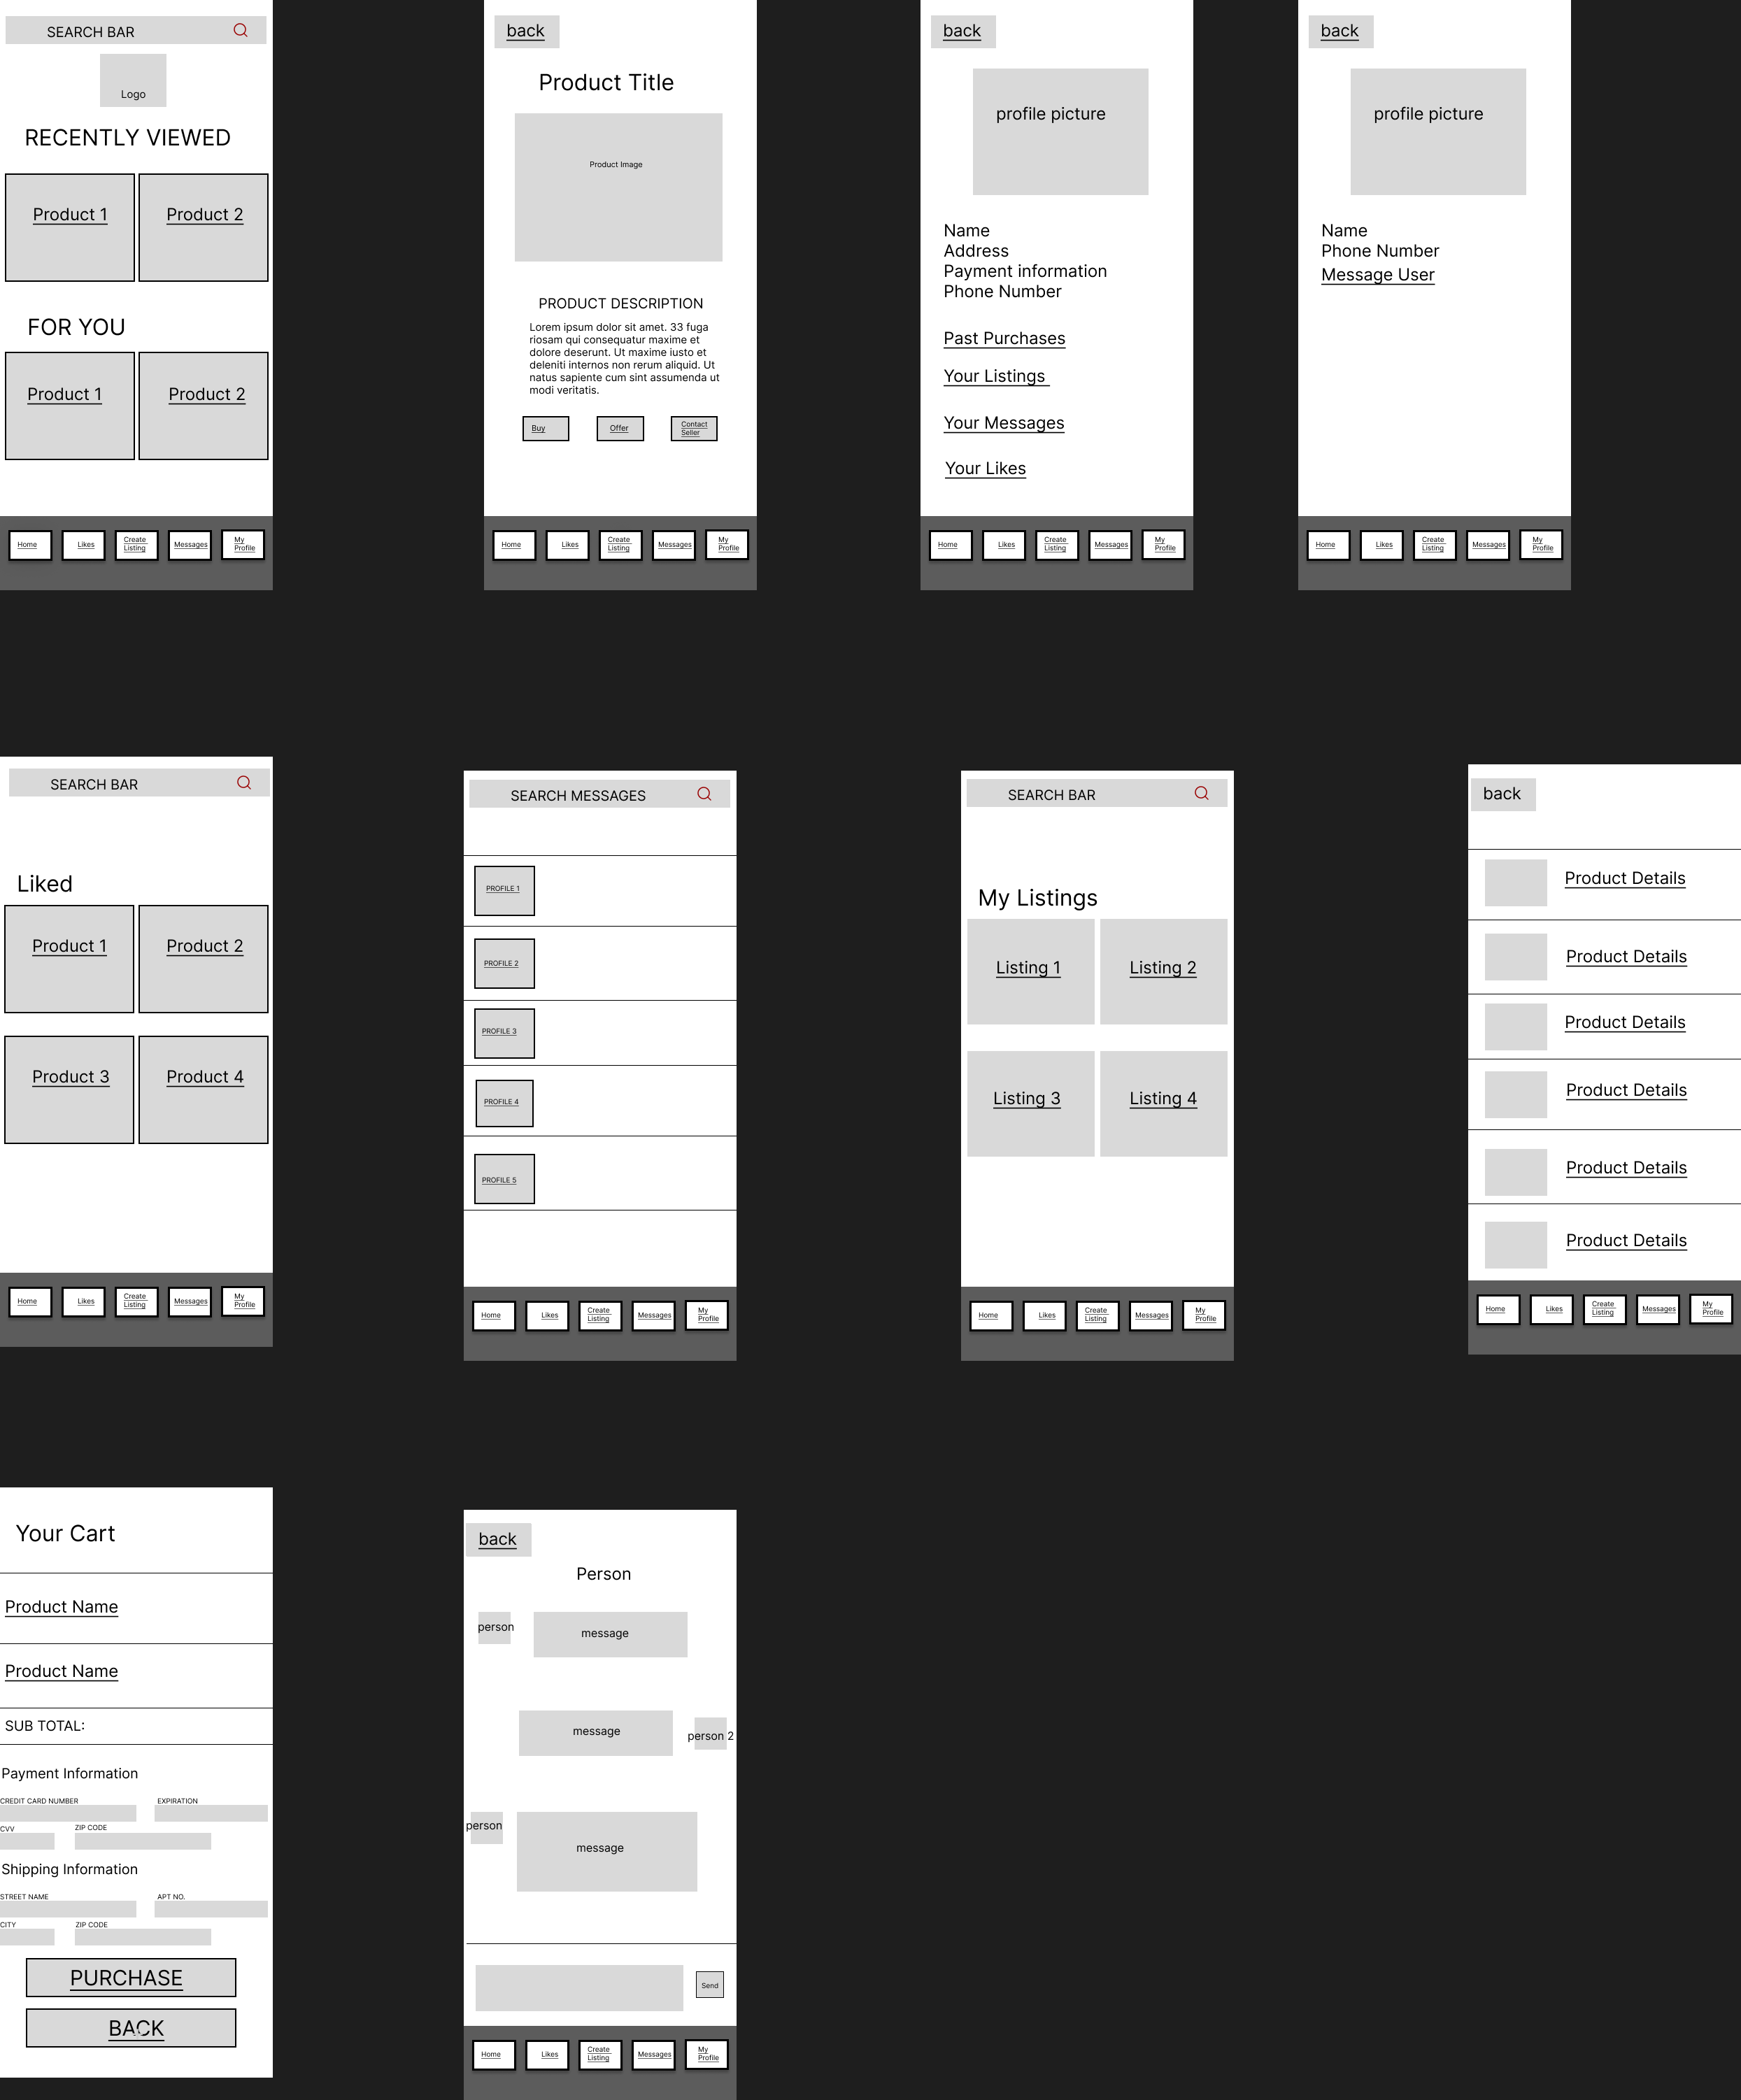 SEARCH BAR
Logo
RECENTLY VIEWED
Product 1
Product 2
FOR YOU
Product 1
Product 2
Home
Likes
Create
Listing
Messages
My
Profile
back
Product Title
Product Image
PRODUCT DESCRIPTION
Lorem ipsum dolor sit amet. 33 fuga
riosam qui consequatur maxime et
dolore deserunt. Ut maxime iusto et
deleniti internos non rerum aliquid. Ut
natus sapiente cum sint assumenda ut
modi veritatis.
Buy
Offer
Contact
Seller
Home
Likes
Create
Listing
Messages
My
Profile
back
profile picture
Name
Address
Payment information
Phone Number
Past Purchases
Your Listings
Your Messages
Your Likes
Home
Likes
Create
Listing
Messages
My
Profile
back
profile picture
Name
Phone Number
Message User
Home
Likes
Create
Listing
Messages
My
Profile
SEARCH BAR
Liked
Product 1
Product 2
Product 3
Product 4
Home
Likes
Create
Listing
Messages
My
Profile
SEARCH MESSAGES
PROFILE 1
PROFILE 2
PROFILE 3
PROFILE 4
PROFILE 5
Home
Likes
Create
Listing
Messages
My
Profile
SEARCH BAR
My Listings
Listing 1
Listing 2
Listing 3
Listing 4
Home
Likes
Create
Listing
Messages
My
Profile
back
Product Details
Product Details
Product Details
Product Details
Product Details
Product Details
Home
Likes
Create
Listing
Messages
My
Profile
Your Cart
Product Name
Product Name
SUB TOTAL:
Payment Information
CREDIT CARD NUMBER
EXPIRATION
CVV
ZIP CODE
Shipping Information
STREET NAME
APT NO.
CITY
ZIP CODE
PURCHASE
BACK
back
Person
person
message
message
person 2
person
message
Send
Home
Likes
Create
Listing
Messages
My
Profile